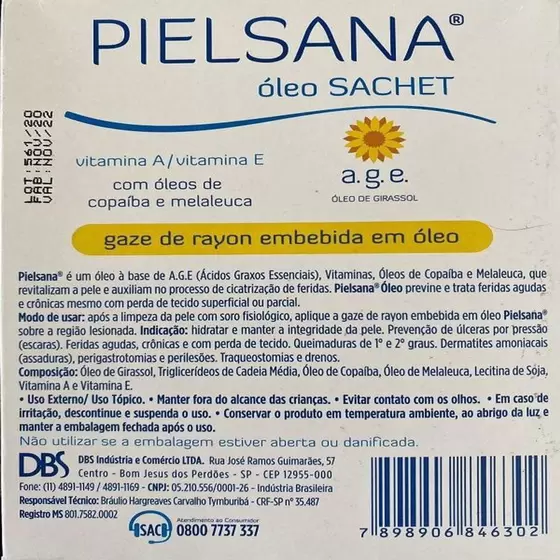 PIELSANA®
óleo SACHET
LOT: 561/20
FAB: NOV/20
VAL: NOV/22
vitamina A/vitamina E
com óleos de
copaíba e melaleuca
a.g.e.
ÓLEO DE GIRASSOL
gaze de rayon embebida em óleo
Pielsana® é um óleo à base de A.G.E (Ácidos Graxos Essenciais), Vitaminas, Óleos de Copaíba e Melaleuca, que
revitalizam a pele e auxiliam no processo de cicatrização de feridas. Pielsana® Óleo previne e trata feridas agudas
e crônicas mesmo com perda de tecido superficial ou parcial.
Modo de usar: após a limpeza da pele com soro fisiológico, aplique a gaze de rayon embebida em óleo Pielsana®
sobre a região lesionada. Indicação: hidratar e manter a integridade da pele. Prevenção de úlceras por pressão
(escaras). Feridas agudas, crônicas e com perda de tecido. Queimaduras de 1º e 2º graus. Dermatites amoniacais
(assaduras), perigastrotomias e perilesões. Traqueostomias e drenos.
Composição: Óleo de Girassol, Triglicerídeos de Cadeia Média, Óleo de Copaíba, Óleo de Melaleuca, Lecitina de Sója,
Vitamina A e Vitamina E.
• Uso Externo/ Uso Tópico. • Manter fora do alcance das crianças. • Evitar contato com os olhos. • Em caso de
irritação, descontinue e suspenda o uso. • Conservar o produto em temperatura ambiente, ao abrigo da luz e
manter a embalagem fechada após o uso.
Não utilizar se a embalagem estiver aberta ou danificada.
DBS
DBS Indústria e Comércio LTDA. Rua José Ramos Guimarães, 57
Centro - Bom Jesus dos Perdões - SP - CEP 12955-000
Fone: (11) 4891-1149 / 4891-1169 - CNPJ: 05.210.556/0001-26 - Indústria Brasileira
Responsável Técnico: Bráulio Hargreaves Carvalho Tymburibá - CRF-SP nº 35.487
Registro MS 801.7582.0002
SAC
Atendimento ao Consumidor
0800 7737 337
7 898906 846302